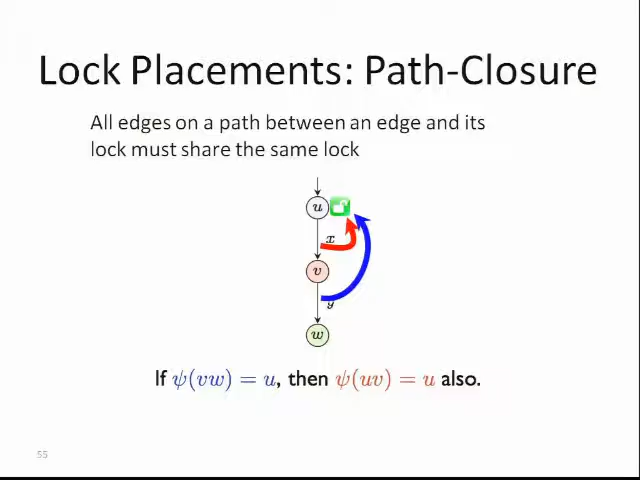 Lock Placements: Path-Closure
All edges on a path between an edge and its
lock must share the same lock
u
x
v
y
w
If ψ(vw) = u, then ψ(uv) = u also.
55